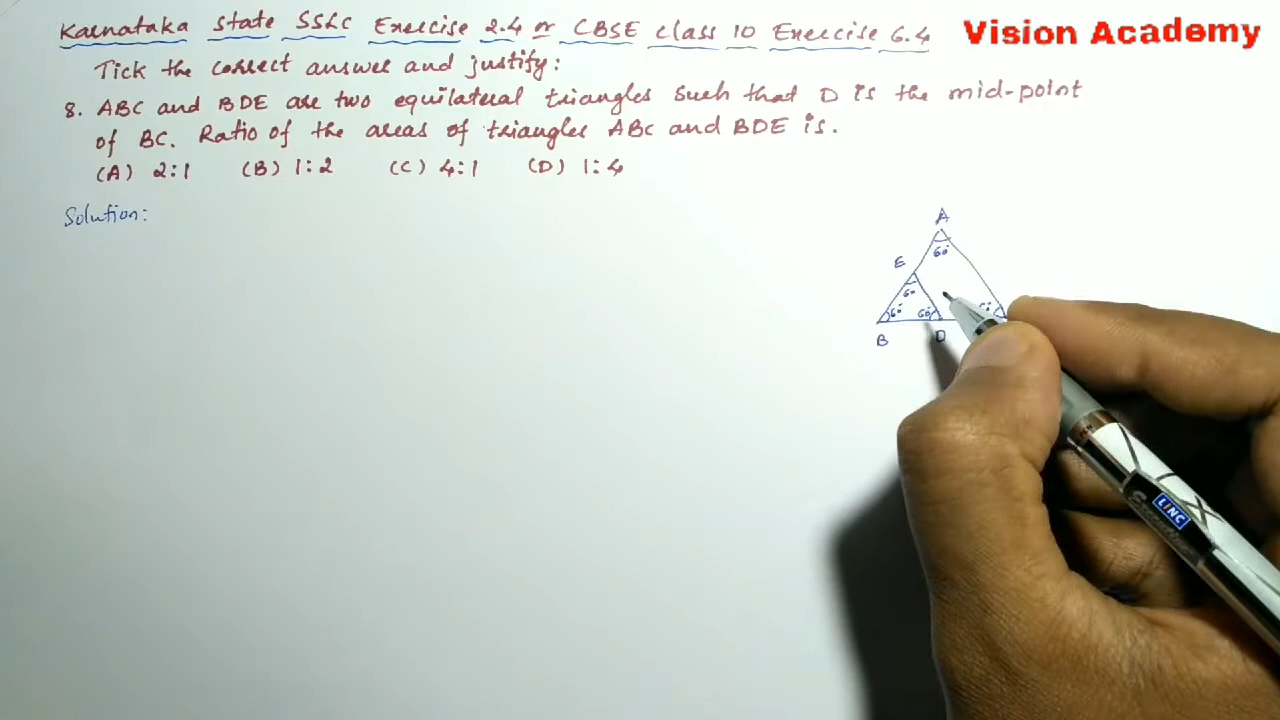 Karnataka State SSLC Exercise 2.4 or CBSE class 10 Exercise 6.4
Vision Academy
Tick the correct answer and justify:
8. ABC and BDE are two equilateral triangles such that D is the mid-point
of BC. Ratio of the areas of triangles ABC and BDE is.
(A) 2:1 (B) 1:2 (C) 4:1 (D) 1:4
Solution:
A
60°
E
60
60° 60°
B D
LINC